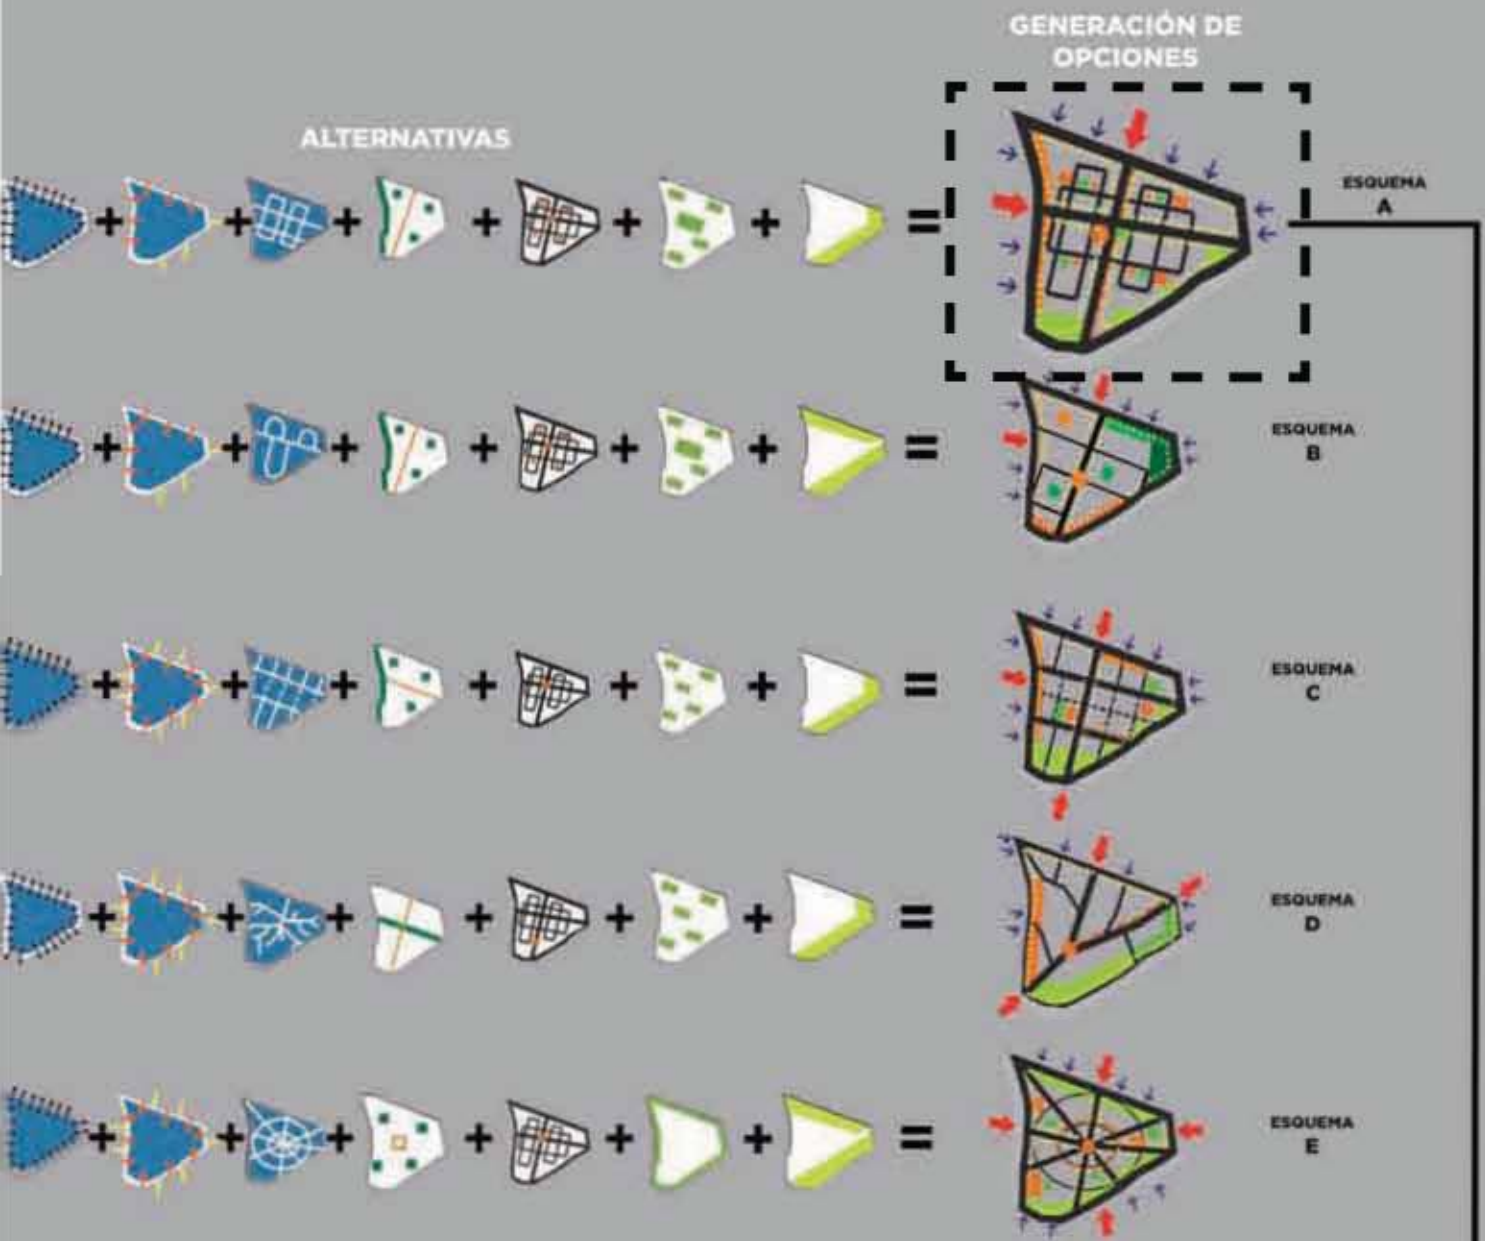 GENERACIÓN DE
OPCIONES
ALTERNATIVAS
ESQUEMA
A
ESQUEMA
B
ESQUEMA
C
ESQUEMA
D
ESQUEMA
E